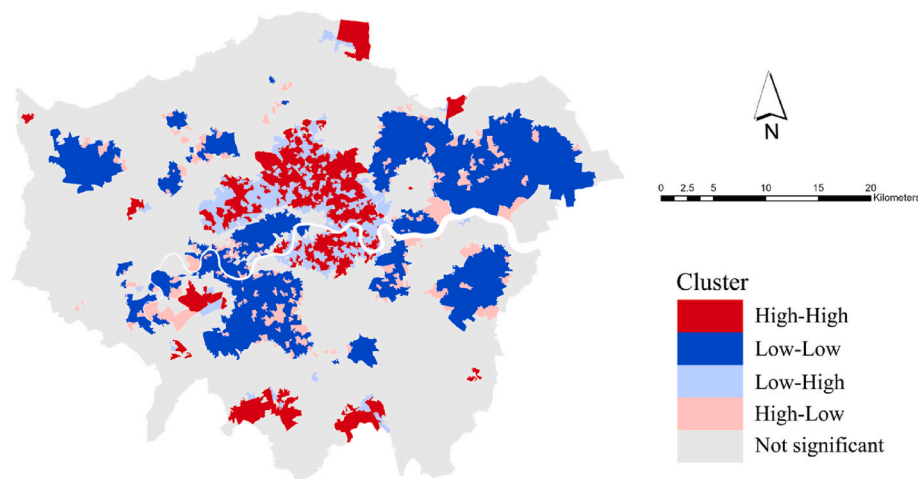 N
0 2.5 5 10 15 20
Kilometers
Cluster
High-High
Low-Low
Low-High
High-Low
Not significant